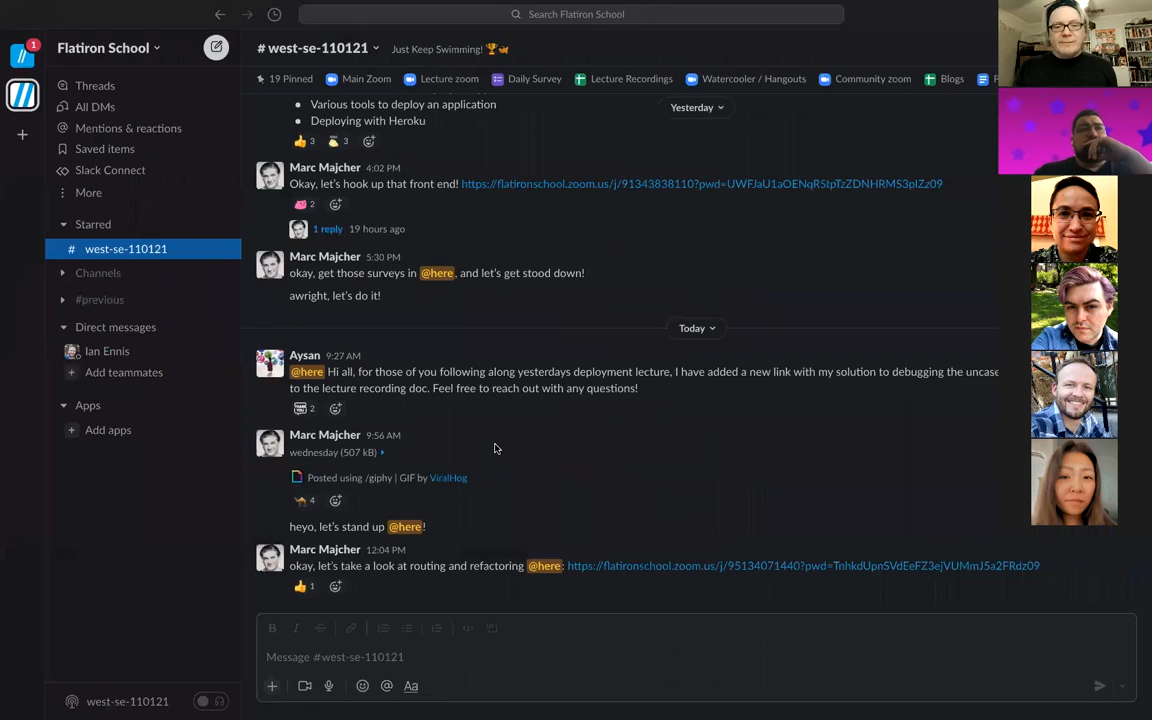 Search Flatiron School
1
Flatiron School
Threads
All DMs
Mentions & reactions
Saved items
Slack Connect
More
Starred
# west-se-110121
Channels
#previous
Direct messages
Ian Ennis
Add teammates
Apps
Add apps
west-se-110121
# west-se-110121 Just Keep Swimming!
19 Pinned Main Zoom Lecture zoom Daily Survey Lecture Recordings Watercooler / Hangouts Community zoom Blogs
Yesterday
Various tools to deploy an application
Deploying with Heroku
3 3
Marc Majcher 4:02 PM
Okay, let's hook up that front end! https://flatironschool.zoom.us/j/91343838110?pwd=UWFJaU1aOENqRStpTzZDNHRMS3plZz09
2
1 reply 19 hours ago
Marc Majcher 5:30 PM
okay, get those surveys in @here, and let's get stood down!
awright, let's do it!
Today
Aysan 9:27 AM
@here Hi all, for those of you following along yesterdays deployment lecture, I have added a new link with my solution to debugging the uncase
to the lecture recording doc. Feel free to reach out with any questions!
THANK YOU 2
Marc Majcher 9:56 AM
wednesday (507 kB)
Posted using /giphy | GIF by ViralHog
4
heyo, let's stand up @here!
Marc Majcher 12:04 PM
okay, let's take a look at routing and refactoring @here: https://flatironschool.zoom.us/j/95134071440?pwd=TnhkdUpnSVdEeFZ3ejVUMmJ5a2FRdz09
1
Message #west-se-110121
Aa